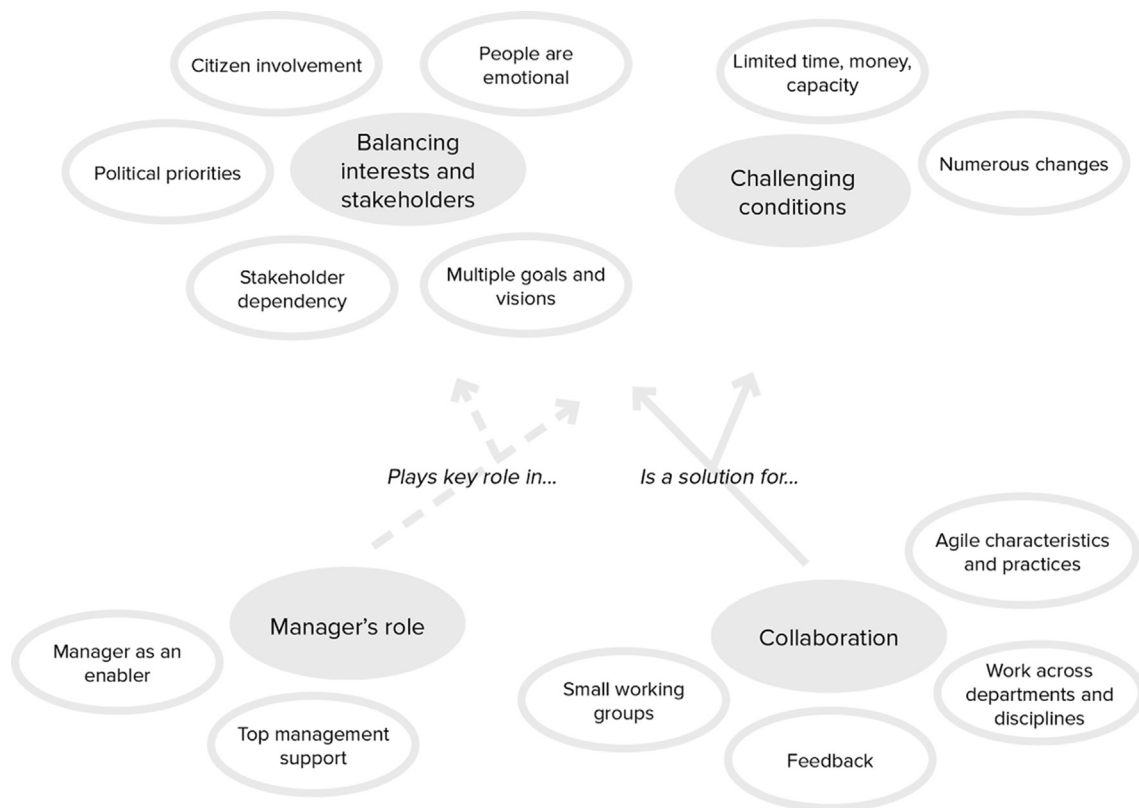 Citizen involvement
People are
emotional
Limited time, money,
capacity
Balancing
interests and
stakeholders
Political priorities
Challenging
conditions
Numerous changes
Stakeholder
dependency
Multiple goals and
visions
Plays key role in...
Is a solution for...
Agile characteristics
and practices
Manager’s role
Collaboration
Manager as an
enabler
Small working
groups
Work across
departments and
disciplines
Top management
support
Feedback